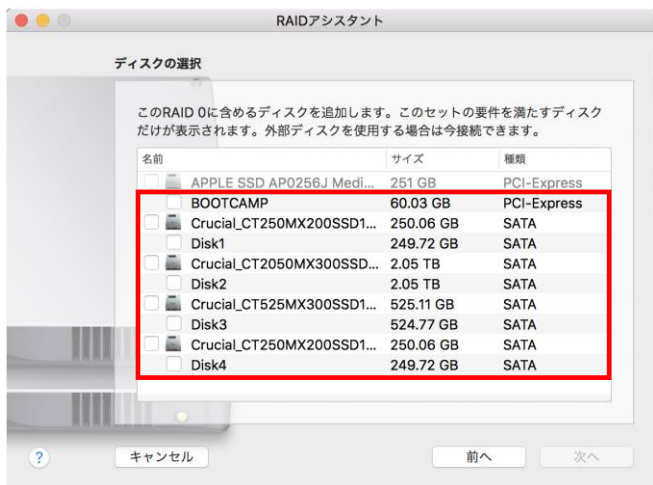 RAIDアシスタント
ディスクの選択
このRAID 0に含めるディスクを追加します。このセットの要件を満たすディスク
だけが表示されます。外部ディスクを使用する場合は今接続できます。
名前 サイズ 種類
APPLE SSD AP0256J Medi... 251 GB PCI-Express
BOOTCAMP 60.03 GB PCI-Express
Crucial_CT250MX200SSD1... 250.06 GB SATA
Disk1 249.72 GB SATA
Crucial_CT2050MX300SSD... 2.05 TB SATA
Disk2 2.05 TB SATA
Crucial_CT525MX300SSD1... 525.11 GB SATA
Disk3 524.77 GB SATA
Crucial_CT250MX200SSD1... 250.06 GB SATA
Disk4 249.72 GB SATA
? キャンセル 前へ 次へ